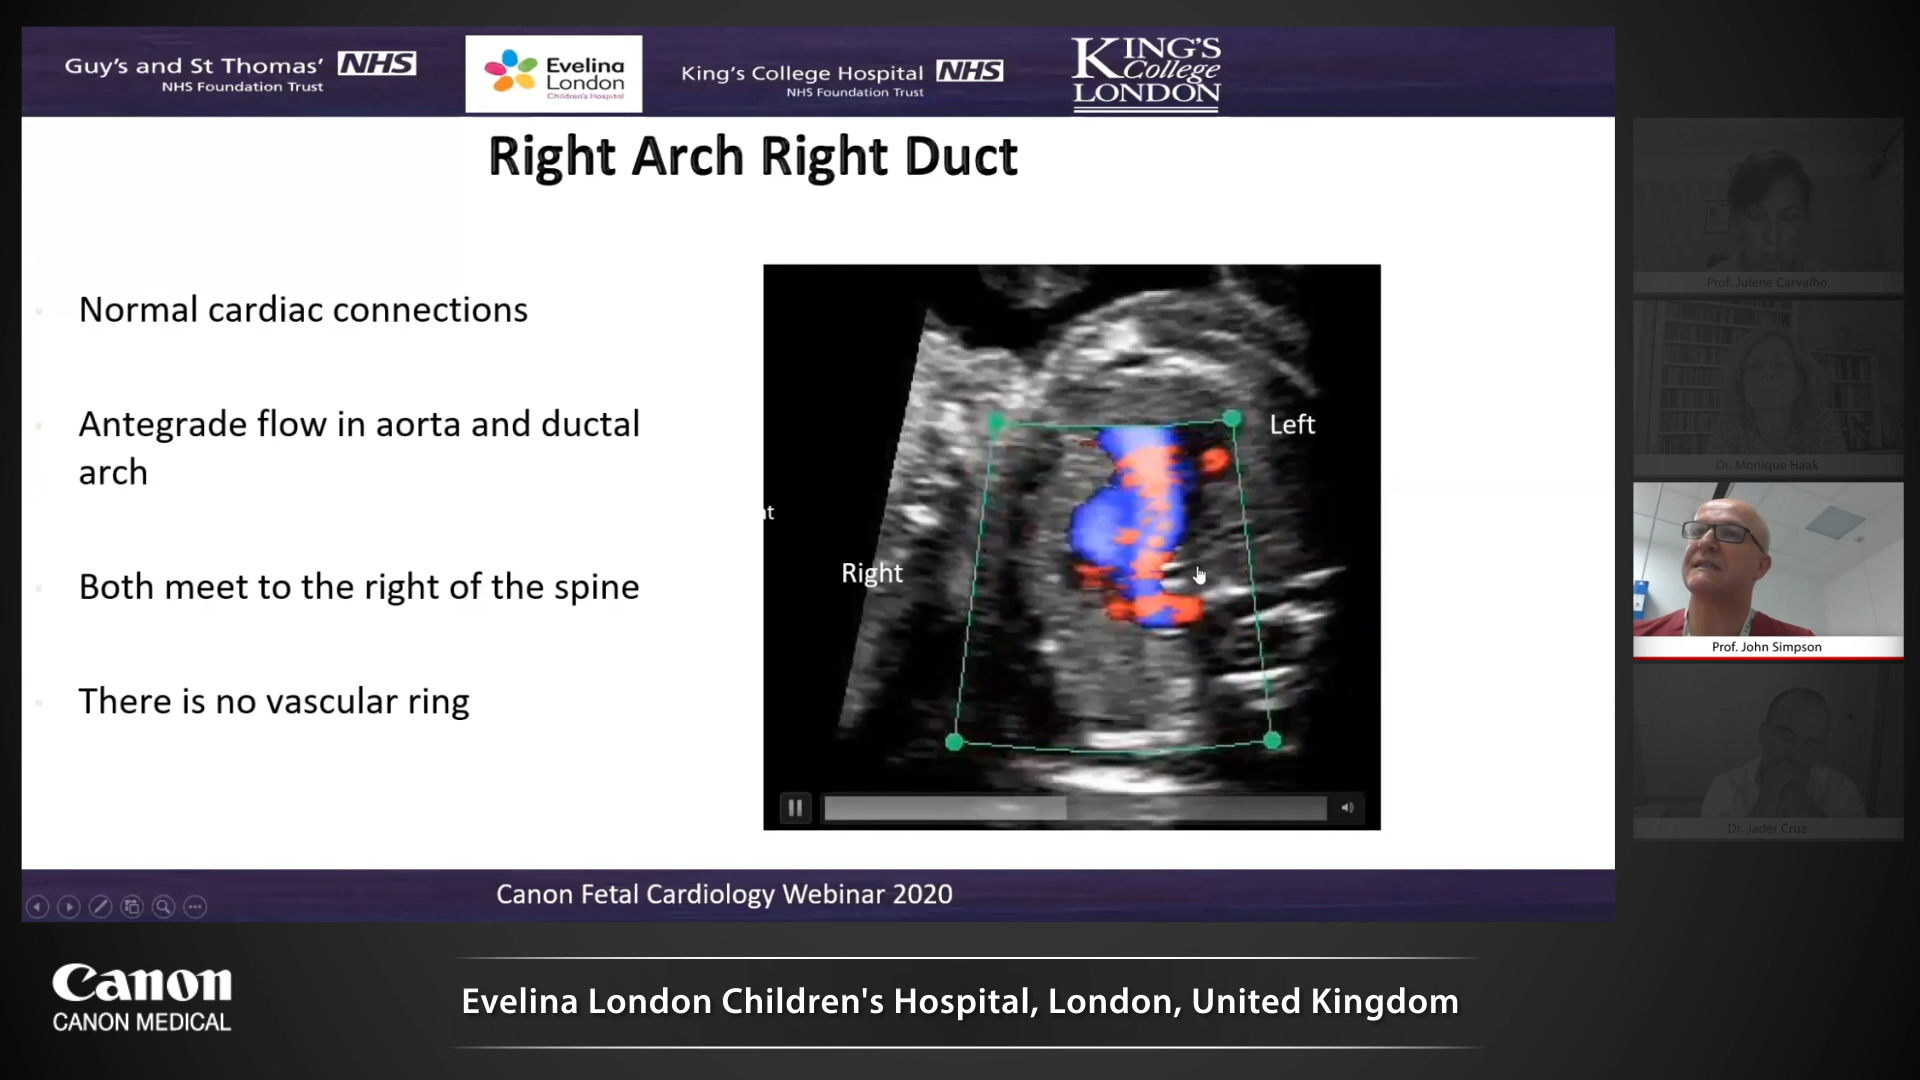 Guy's and St Thomas' NHS
NHS Foundation Trust
Evelina
London
Children's Hospital
King's College Hospital NHS
NHS Foundation Trust
KING'S
College
LONDON
Right Arch Right Duct
Normal cardiac connections
Antegrade flow in aorta and ductal
arch
Both meet to the right of the spine
There is no vascular ring
Left
Right
Prof. Julene Carvalho
Dr. Monique Haak
Prof. John Simpson
Dr. Jader Cruz
Canon Fetal Cardiology Webinar 2020
Canon
CANON MEDICAL
Evelina London Children's Hospital, London, United Kingdom